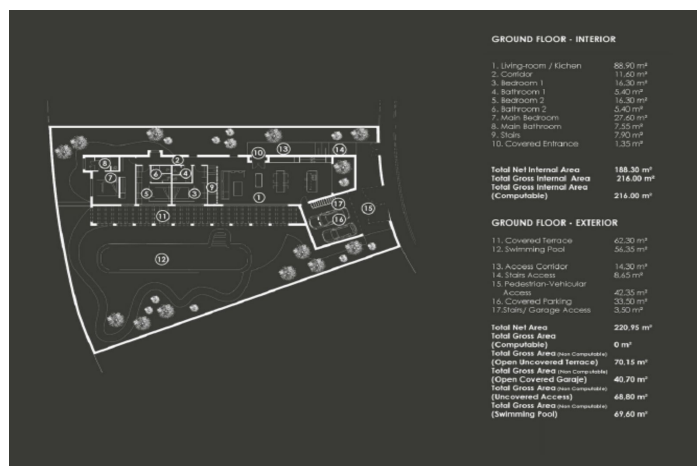 GROUND FLOOR - INTERIOR
1. Living-room / Kichen 88.90 m²
2. Corridor 11.60 m²
3. Bedroom 1 16.30 m²
4. Bathroom 1 5.40 m²
5. Bedroom 2 16.30 m²
6. Bathroom 2 5.40 m²
7. Main Bedroom 27.60 m²
8. Main Bathroom 7.55 m²
9. Stairs 7.90 m²
10. Covered Entrance 1.35 m²
Total Net Internal Area 188.30 m²
Total Gross Internal Area 216.00 m²
Total Gross Internal Area
(Computable) 216.00 m²
GROUND FLOOR - EXTERIOR
11. Covered Terrace 62.30 m²
12. Swimming Pool 56,35 m²
13. Access Corridor 14,30 m²
14. Stairs Access 8.65 m²
15. Pedestrian-Vehicular
Access 42,35 m²
16. Covered Parking 33,50 m²
17.Stairs/ Garage Access 3,50 m²
Total Net Area 220,95 m²
Total Gross Area
(Computable) 0 m²
Total Gross Area (Non Computable)
(Open Uncovered Terrace) 70,15 m²
Total Gross Area (Non Computable)
(Open Covered Garaje) 40,70 m²
Total Gross Area (Non Computable)
(Uncovered Access) 68,80 m²
Total Gross Area (Non Computable)
(Swimming Pool) 69,60 m²
10
13
14
2
8
6
4
7
5
3
9
1
17
16
15
11
12